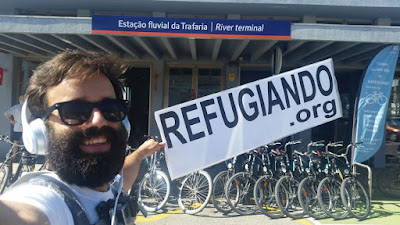 Estação fluvial da Trafaria | River terminal
REFUGIANDO
.org